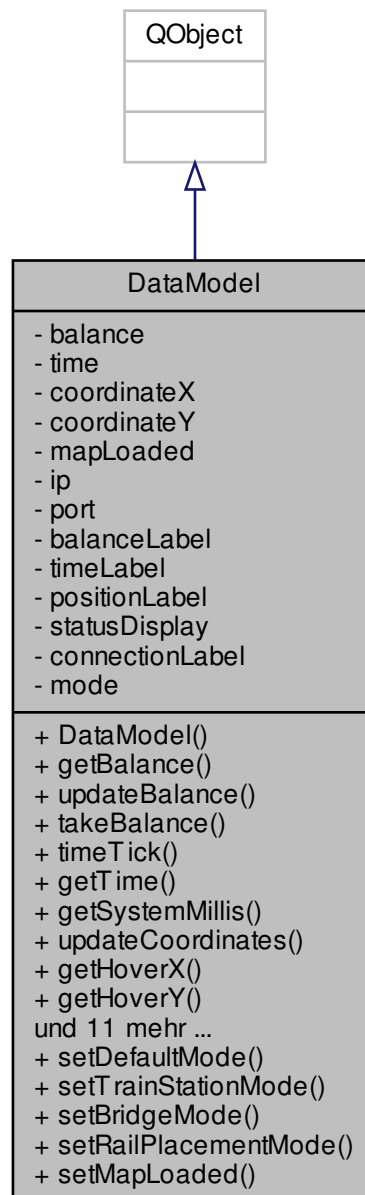 QObject
DataModel
- balance
- time
- coordinateX
- coordinateY
- mapLoaded
- ip
- port
- balanceLabel
- timeLabel
- positionLabel
- statusDisplay
- connectionLabel
- mode
+ DataModel()
+ getBalance()
+ updateBalance()
+ takeBalance()
+ timeTick()
+ getTime()
+ getSystemMillis()
+ updateCoordinates()
+ getHoverX()
+ getHoverY()
und 11 mehr ...
+ setDefaultMode()
+ setTrainStationMode()
+ setBridgeMode()
+ setRailPlacementMode()
+ setMapLoaded()